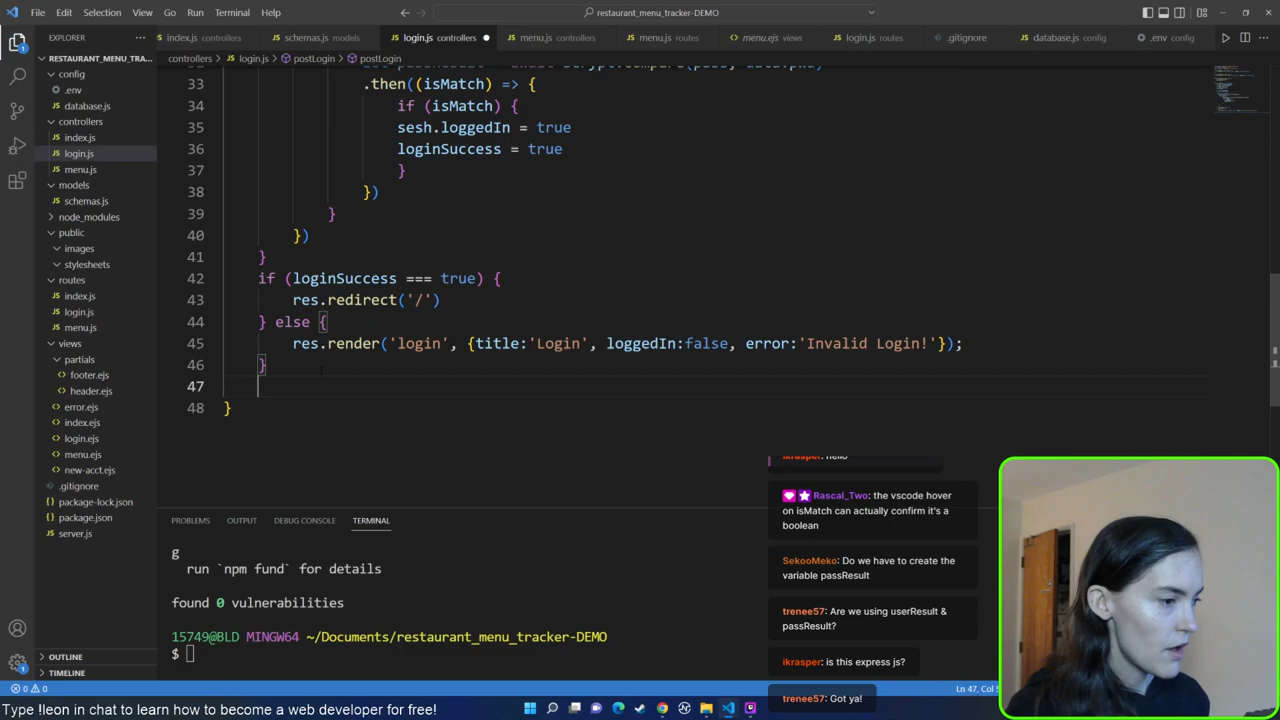 File Edit Selection View Go Run Terminal Help
restaurant_menu_tracker-DEMO
EXPLORER
index.js controllers
schemas.js models
login.js controllers
menu.js controllers
menu.js routes
menu.ejs views
login.js routes
.gitignore
database.js config
.env config
controllers > login.js > postLogin > postLogin
RESTAURANT_MENU_TRA...
config
.env
database.js
controllers
index.js
login.js
menu.js
models
schemas.js
node_modules
public
images
stylesheets
routes
index.js
login.js
menu.js
views
partials
footer.ejs
header.ejs
error.ejs
index.ejs
login.ejs
menu.ejs
new-acct.ejs
.gitignore
package-lock.json
package.json
server.js
OUTLINE
TIMELINE
33 .then((isMatch) => {
34 if (isMatch) {
35 sesh.loggedIn = true
36 loginSuccess = true
37 }
38 })
39 }
40 })
41 }
42 if (loginSuccess === true) {
43 res.redirect('/')
44 } else {
45 res.render('login', {title:'Login', loggedIn:false, error:'Invalid Login!'});
46 }
47
48 }
PROBLEMS OUTPUT DEBUG CONSOLE TERMINAL
g
run `npm fund` for details
found 0 vulnerabilities
15749@BLD MINGW64 ~/Documents/restaurant_menu_tracker-DEMO
$
ikrasper: hello
Rascal_Two: the vscode hover
on isMatch can actually confirm it's a
boolean
SekooMeko: Do we have to create the
variable passResult
trenee57: Are we using userResult &
passResult?
ikrasper: is this express js?
trenee57: Got ya!
0 0
Ln 47, Col 5
Type !leon in chat to learn how to become a web developer for free!